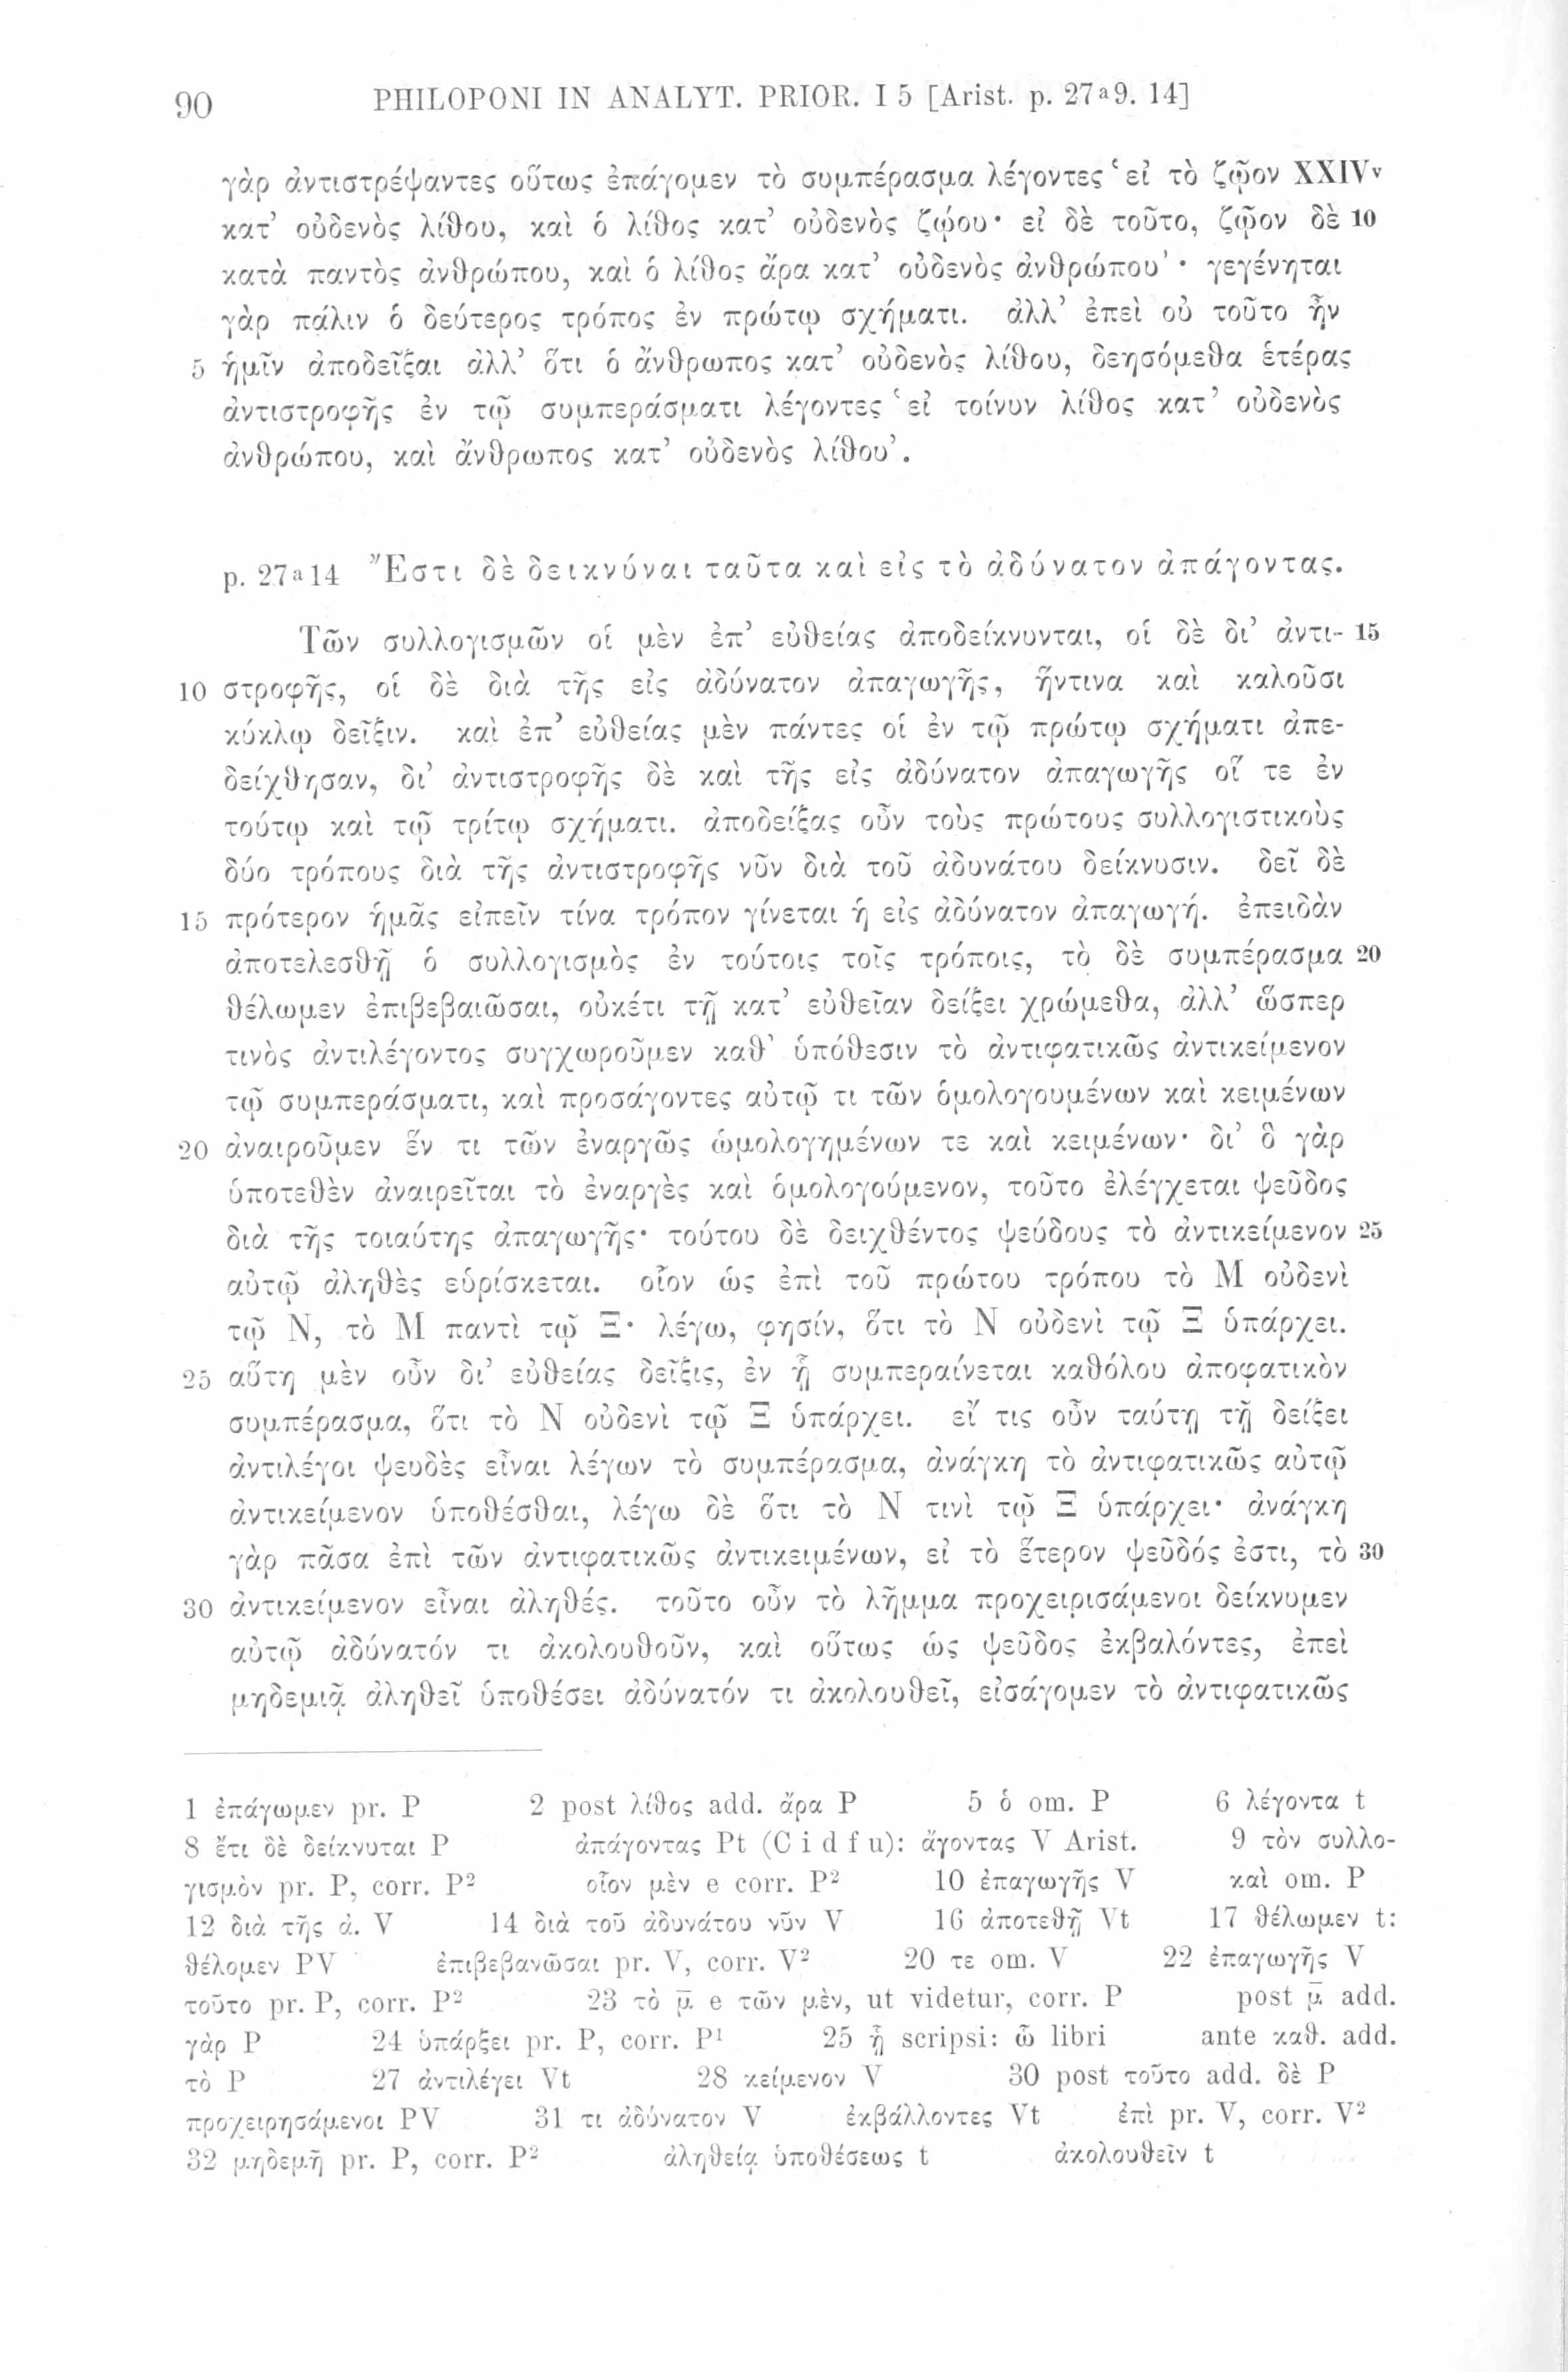 90 PHILOPONI IN ANALYT. PRIOR. I 5 [Arist. p. 27a9. 14]
γὰρ ἀντιστρέψαντες οὕτως ἐπάγομεν τὸ συμπέρασμα λέγοντες ‘εἰ τὸ ζῷον XXIVv
κατ’ οὐδενὸς λίθου, καὶ ὁ λίθος κατ’ οὐδενὸς ζῴου· εἰ δὲ τοῦτο, ζῷον δὲ 10
κατὰ παντὸς ἀνθρώπου, καὶ ὁ λίθος ἄρα κατ’ οὐδενὸς ἀνθρώπου’· γεγένηται
γὰρ πάλιν ὁ δεύτερος τρόπος ἐν πρώτῳ σχήματι. ἀλλ’ ἐπεὶ οὐ τοῦτο ἦν
5 ἡμῖν ἀποδεῖξαι ἀλλ’ ὅτι ὁ ἄνθρωπος κατ’ οὐδενὸς λίθου, δεησόμεθα ἑτέρας
ἀντιστροφῆς ἐν τῷ συμπεράσματι λέγοντες ‘εἰ τοίνυν λίθος κατ’ οὐδενὸς
ἀνθρώπου, καὶ ἄνθρωπος κατ’ οὐδενὸς λίθου’.
p. 27a14 Ἔστι δὲ δεικνύναι ταῦτα καὶ εἰς τὸ ἀδύνατον ἀπάγοντας.
Τῶν συλλογισμῶν οἱ μὲν ἐπ’ εὐθείας ἀποδείκνυνται, οἱ δὲ δι’ ἀντι- 15
10 στροφῆς, οἱ δὲ διὰ τῆς εἰς ἀδύνατον ἀπαγωγῆς, ἥντινα καὶ καλοῦσι
κύκλῳ δεῖξιν. καὶ ἐπ’ εὐθείας μὲν πάντες οἱ ἐν τῷ πρώτῳ σχήματι ἀπε-
δείχθησαν, δι’ ἀντιστροφῆς δὲ καὶ τῆς εἰς ἀδύνατον ἀπαγωγῆς οἵ τε ἐν
τούτῳ καὶ τῷ τρίτῳ σχήματι. ἀποδείξας οὖν τοὺς πρώτους συλλογιστικοὺς
δύο τρόπους διὰ τῆς ἀντιστροφῆς νῦν διὰ τοῦ ἀδυνάτου δείκνυσιν. δεῖ δὲ
15 πρότερον ἡμᾶς εἰπεῖν τίνα τρόπον γίνεται ἡ εἰς ἀδύνατον ἀπαγωγή. ἐπειδὰν
ἀποτελεσθῇ ὁ συλλογισμὸς ἐν τούτοις τοῖς τρόποις, τὸ δὲ συμπέρασμα 20
θέλωμεν ἐπιβεβαιῶσαι, οὐκέτι τῇ κατ’ εὐθεῖαν δείξει χρώμεθα, ἀλλ’ ὥσπερ
τινὸς ἀντιλέγοντος συγχωροῦμεν καθ’ ὑπόθεσιν τὸ ἀντιφατικῶς ἀντικείμενον
τῷ συμπεράσματι, καὶ προσάγοντες αὐτῷ τι τῶν ὁμολογουμένων καὶ κειμένων
20 ἀναιροῦμεν ἕν τι τῶν ἐναργῶς ὡμολογημένων τε καὶ κειμένων· δι’ ὃ γὰρ
ὑποτεθὲν ἀναιρεῖται τὸ ἐναργὲς καὶ ὁμολογούμενον, τοῦτο ἐλέγχεται ψεῦδος
διὰ τῆς τοιαύτης ἀπαγωγῆς· τούτου δὲ δειχθέντος ψεύδους τὸ ἀντικείμενον 25
αὐτῷ ἀληθὲς εὑρίσκεται. οἷον ὡς ἐπὶ τοῦ πρώτου τρόπου τὸ Μ οὐδενὶ
τῷ Ν, τὸ Μ παντὶ τῷ Ξ· λέγω, φησίν, ὅτι τὸ Ν οὐδενὶ τῷ Ξ ὑπάρχει.
25 αὕτη μὲν οὖν δι’ εὐθείας δεῖξις, ἐν ᾗ συμπεραίνεται καθόλου ἀποφατικὸν
συμπέρασμα, ὅτι τὸ Ν οὐδενὶ τῷ Ξ ὑπάρχει. εἴ τις οὖν ταύτῃ τῇ δείξει
ἀντιλέγοι ψευδὲς εἶναι λέγων τὸ συμπέρασμα, ἀνάγκη τὸ ἀντιφατικῶς αὐτῷ
ἀντικείμενον ὑποθέσθαι, λέγω δὲ ὅτι τὸ Ν τινὶ τῷ Ξ ὑπάρχει· ἀνάγκη
γὰρ πᾶσα ἐπὶ τῶν ἀντιφατικῶς ἀντικειμένων, εἰ τὸ ἕτερον ψεῦδός ἐστι, τὸ 30
30 ἀντικείμενον εἶναι ἀληθές. τοῦτο οὖν τὸ λῆμμα προχειρισάμενοι δείκνυμεν
αὐτῷ ἀδύνατόν τι ἀκολουθοῦν, καὶ οὕτως ὡς ψεῦδος ἐκβαλόντες, ἐπεὶ
μηδεμιᾷ ἀληθεῖ ὑποθέσει ἀδύνατόν τι ἀκολουθεῖ, εἰσάγομεν τὸ ἀντιφατικῶς
1 ἐπάγωμεν pr. P 2 post λίθος add. ἄρα P 5 ὁ om. P 6 λέγοντα t
8 ἔτι δὲ δείκνυται P ἀπάγοντας Pt (C i d f u): ἄγοντας V Arist. 9 τὸν συλλο-
γισμὸν pr. P, corr. P2 οἷον μὲν e corr. P2 10 ἐπαγωγῆς V καὶ om. P
12 διὰ τῆς ἀ. V 14 διὰ τοῦ ἀδυνάτου νῦν V 16 ἀποτεθῇ Vt 17 θέλωμεν t:
θέλομεν PV ἐπιβεβανῶσαι pr. V, corr. V2 20 τε om. V 22 ἐπαγωγῆς V
τοῦτο pr. P, corr. P2 23 τὸ μ̄ e τῶν μὲν, ut videtur, corr. P post μ̄ add.
γὰρ P 24 ὑπάρξει pr. P, corr. P1 25 ᾗ scripsi: ᾧ libri ante καθ. add.
τὸ P 27 ἀντιλέγει Vt 28 κείμενον V 30 post τοῦτο add. δὲ P
προχειρησάμενοι PV 31 τι ἀδύνατον V ἐκβάλλοντες Vt ἐπὶ pr. V, corr. V2
32 μηδεμῇ pr. P, corr. P2 ἀληθείᾳ ὑποθέσεως t ἀκολουθεῖν t